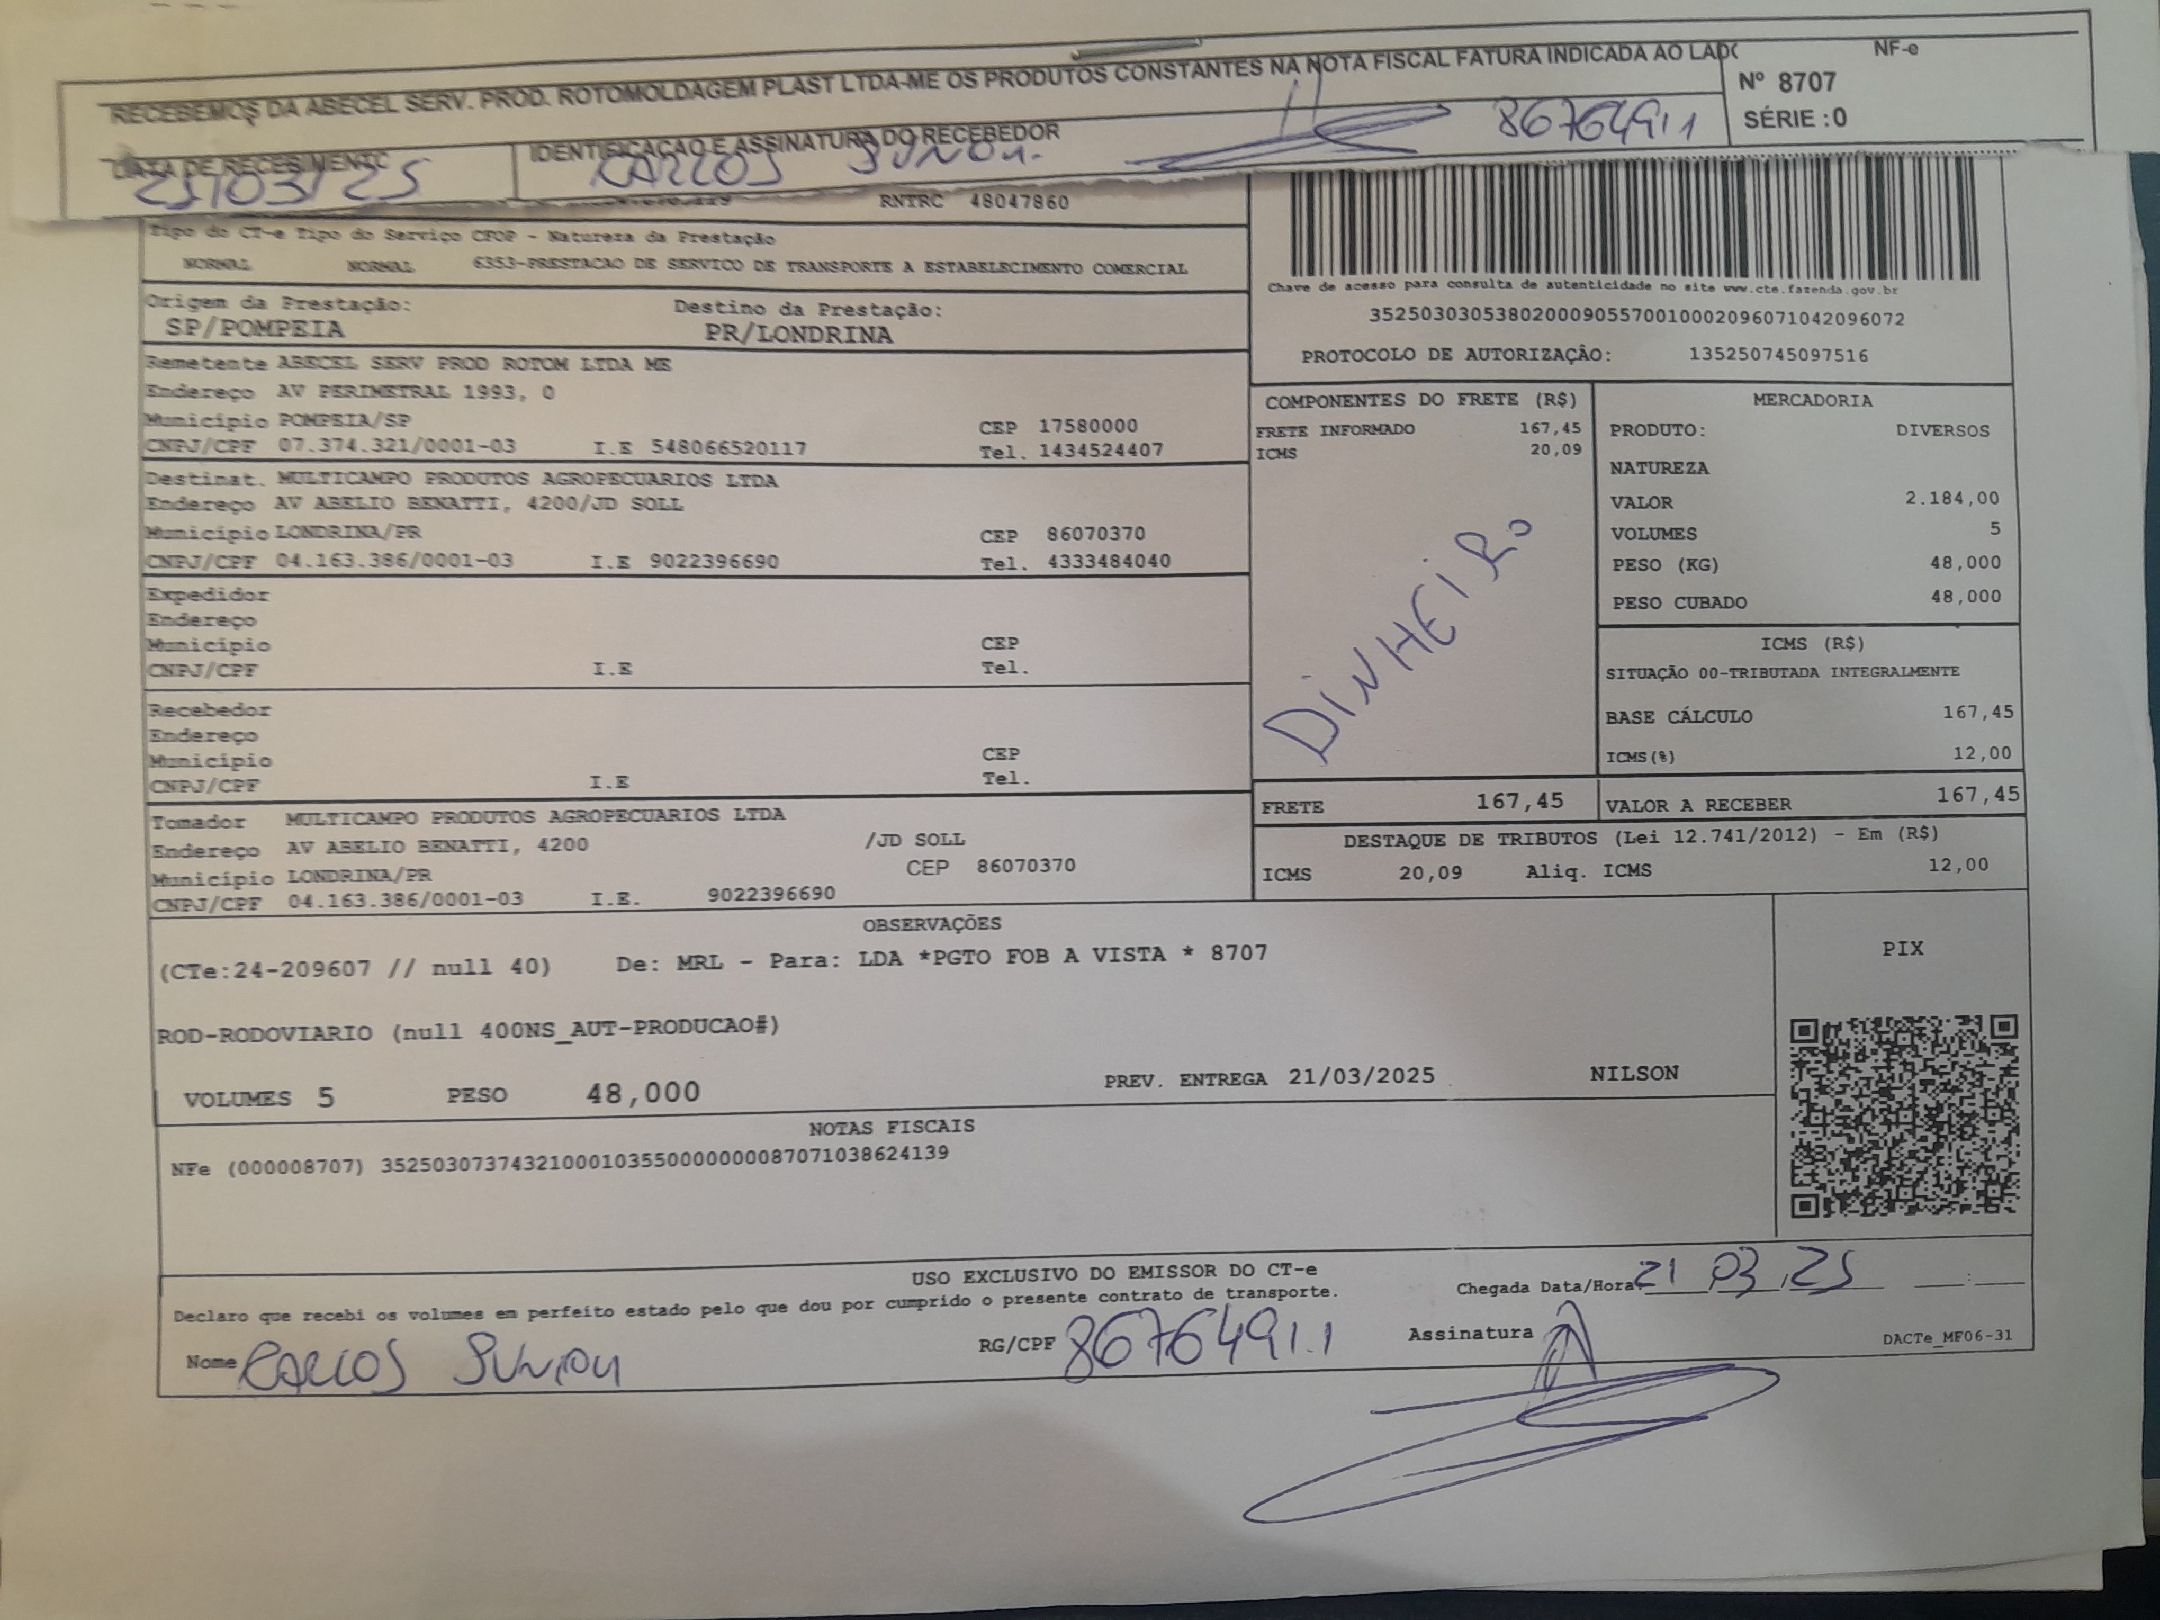 RECEBEMOS DA ABECEL SERV. PROD. ROTOMOLDAGEM PLAST LTDA-ME OS PRODUTOS CONSTANTES NA NOTA FISCAL FATURA INDICADA AO LADO
NF-e
Nº 8707
SÉRIE :0
DATA DE RECEBIMENTO
IDENTIFICAÇÃO E ASSINATURA DO RECEBEDOR
/03/25
CARLOS JUNIOR 86764911
RNTRC 48047860
Tipo do CT-e Tipo do Serviço CFOP - Natureza da Prestação
NORMAL NORMAL 6353-PRESTACAO DE SERVICO DE TRANSPORTE A ESTABELECIMENTO COMERCIAL
Origem da Prestação: Destino da Prestação:
SP/POMPEIA PR/LONDRINA
Chave de acesso para consulta de autenticidade no site www.cte.fazenda.gov.br
35250303053802000905570010002096071042096072
PROTOCOLO DE AUTORIZAÇÃO: 135250745097516
Remetente ABECEL SERV PROD ROTOM LTDA ME
Endereço AV PERIMETRAL 1993, 0
Município POMPEIA/SP CEP 17580000
CNPJ/CPF 07.374.321/0001-03 I.E 548066520117 Tel. 1434524407
Destinat. MULTICAMPO PRODUTOS AGROPECUARIOS LTDA
Endereço AV ABELIO BENATTI, 4200/JD SOLL
Município LONDRINA/PR CEP 86070370
CNPJ/CPF 04.163.386/0001-03 I.E 9022396690 Tel. 4333484040
Expedidor
Endereço
Município CEP
CNPJ/CPF I.E Tel.
Recebedor
Endereço
Município CEP
CNPJ/CPF I.E Tel.
Tomador MULTICAMPO PRODUTOS AGROPECUARIOS LTDA
Endereço AV ABELIO BENATTI, 4200 /JD SOLL
Município LONDRINA/PR CEP 86070370
CNPJ/CPF 04.163.386/0001-03 I.E. 9022396690
COMPONENTES DO FRETE (R$)
FRETE INFORMADO 167,45
ICMS 20,09
DINHEIRO
MERCADORIA
PRODUTO: DIVERSOS
NATUREZA
VALOR 2.184,00
VOLUMES 5
PESO (KG) 48,000
PESO CUBADO 48,000
ICMS (R$)
SITUAÇÃO 00-TRIBUTADA INTEGRALMENTE
BASE CÁLCULO 167,45
ICMS(%) 12,00
FRETE 167,45 VALOR A RECEBER 167,45
DESTAQUE DE TRIBUTOS (Lei 12.741/2012) - Em (R$)
ICMS 20,09 Aliq. ICMS 12,00
OBSERVAÇÕES
(CTe:24-209607 // null 40) De: MRL - Para: LDA *PGTO FOB A VISTA * 8707
ROD-RODOVIARIO (null 400NS_AUT-PRODUCAO#)
VOLUMES 5 PESO 48,000 PREV. ENTREGA 21/03/2025 NILSON
PIX
NOTAS FISCAIS
NFe (000008707) 35250307374321000103550000000087071038624139
USO EXCLUSIVO DO EMISSOR DO CT-e
Declaro que recebi os volumes em perfeito estado pelo que dou por cumprido o presente contrato de transporte.
Chegada Data/Hora 21/03/25 __:__
Nome CARLOS JUNIOR RG/CPF 8676491.1 Assinatura
DACTe_MF06-31